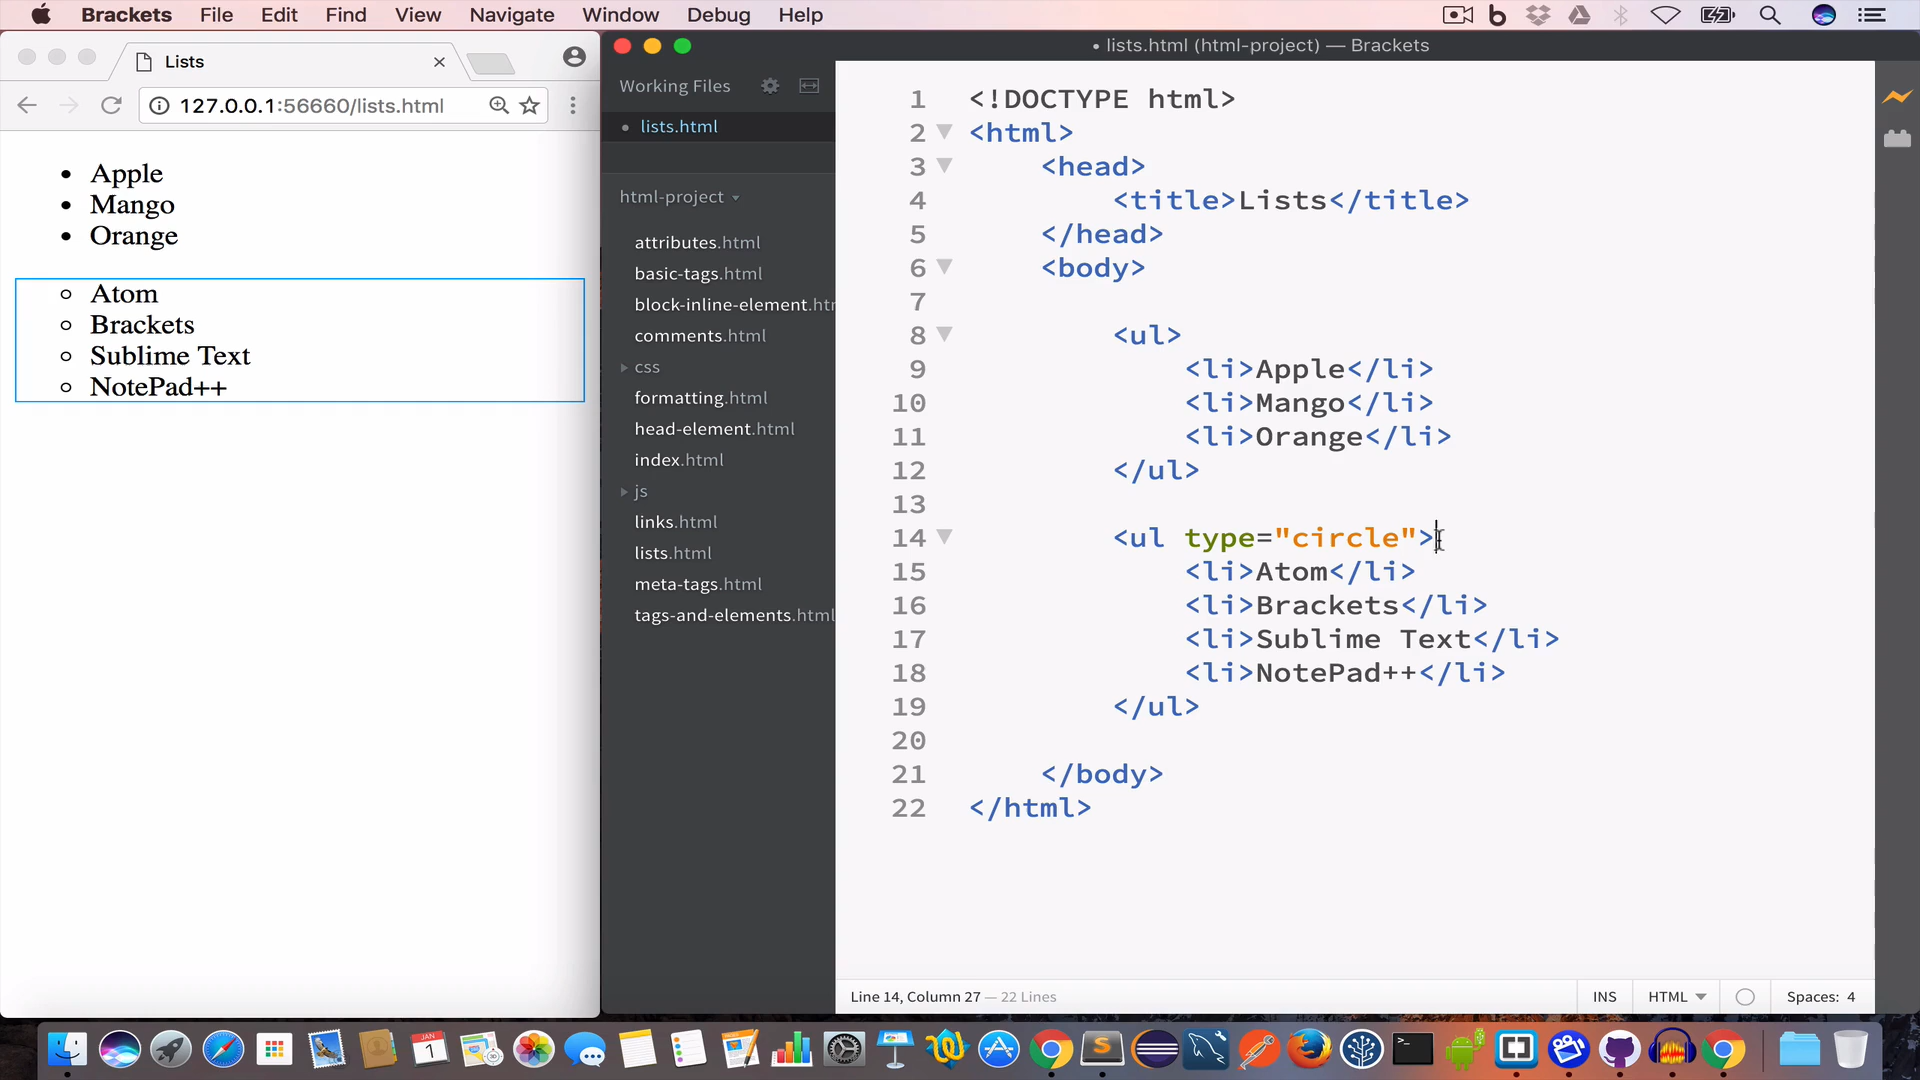 Brackets File Edit Find View Navigate Window Debug Help
Lists
127.0.0.1:56660/lists.html
• Apple
• Mango
• Orange
○ Atom
○ Brackets
○ Sublime Text
○ NotePad++
• lists.html (html-project) — Brackets
Working Files
• lists.html
html-project
attributes.html
basic-tags.html
block-inline-element.htm
comments.html
css
formatting.html
head-element.html
index.html
js
links.html
lists.html
meta-tags.html
tags-and-elements.html
1 <!DOCTYPE html>
2 <html>
3 <head>
4 <title>Lists</title>
5 </head>
6 <body>
7
8 <ul>
9 <li>Apple</li>
10 <li>Mango</li>
11 <li>Orange</li>
12 </ul>
13
14 <ul type="circle">
15 <li>Atom</li>
16 <li>Brackets</li>
17 <li>Sublime Text</li>
18 <li>NotePad++</li>
19 </ul>
20
21 </body>
22 </html>
Line 14, Column 27 — 22 Lines
INS HTML Spaces: 4
JAN
1